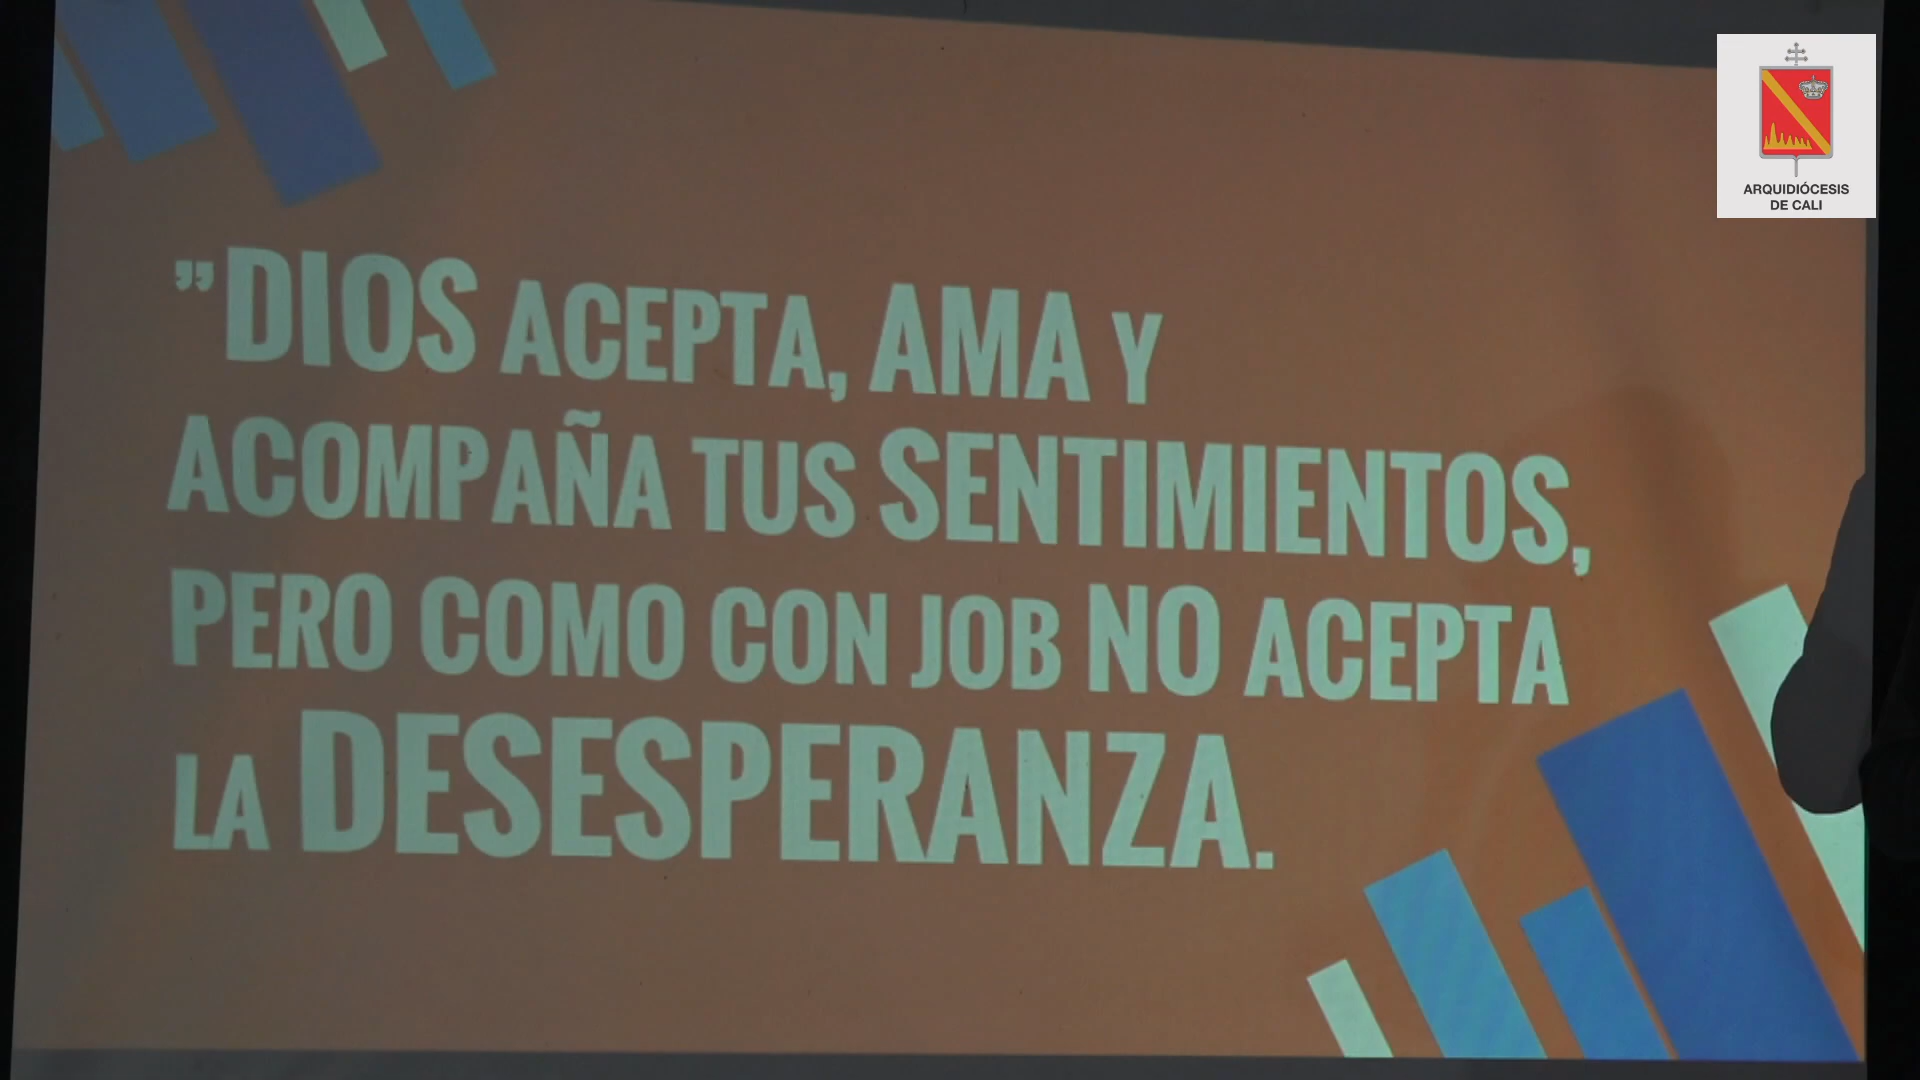 ”DIOS ACEPTA, AMA Y
ACOMPAÑA TUS SENTIMIENTOS,
PERO COMO CON JOB NO ACEPTA
LA DESESPERANZA.
ARQUIDIÓCESIS
DE CALI